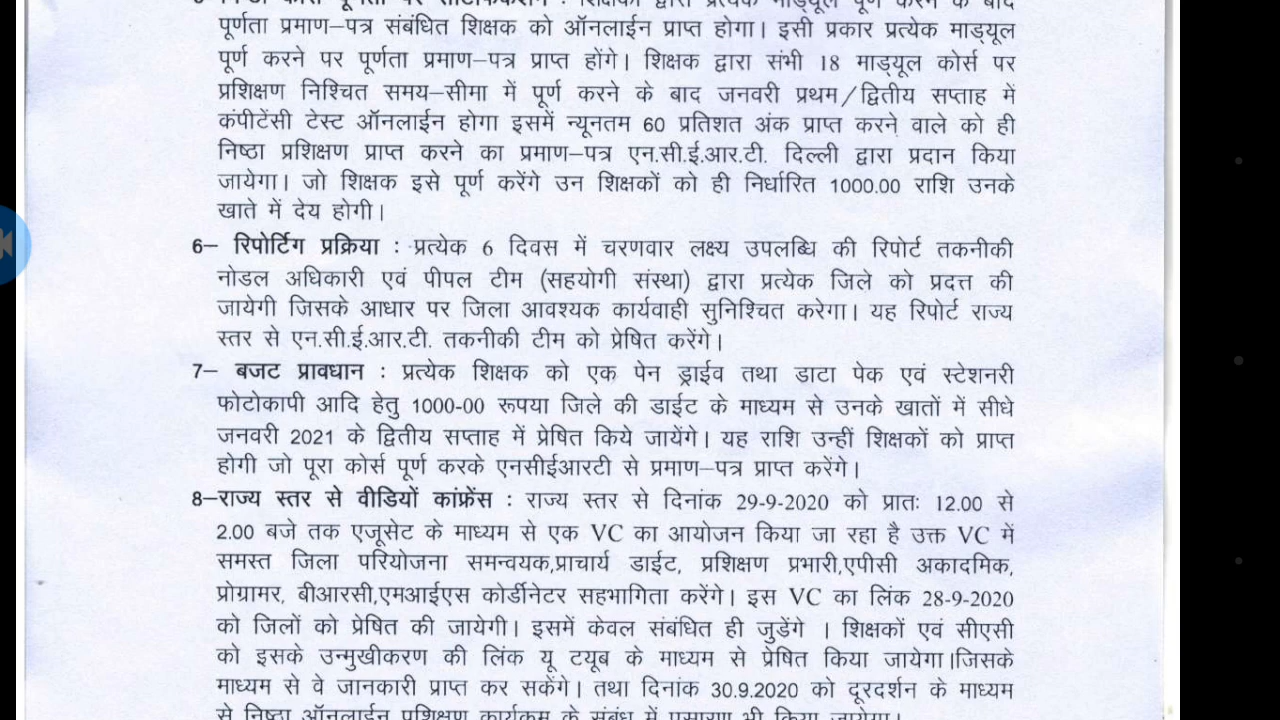 पूर्णता प्रमाण–पत्र संबंधित शिक्षक को ऑनलाईन प्राप्त होगा। इसी प्रकार प्रत्येक माड्यूल
पूर्ण करने पर पूर्णता प्रमाण–पत्र प्राप्त होंगे। शिक्षक द्वारा संभी 18 माड्यूल कोर्स पर
प्रशिक्षण निश्चित समय–सीमा में पूर्ण करने के बाद जनवरी प्रथम/द्वितीय सप्ताह में
कंपीटेंसी टेस्ट ऑनलाईन होगा इसमें न्यूनतम 60 प्रतिशत अंक प्राप्त करने वाले को ही
निष्ठा प्रशिक्षण प्राप्त करने का प्रमाण–पत्र एन.सी.ई.आर.टी. दिल्ली द्वारा प्रदान किया
जायेगा। जो शिक्षक इसे पूर्ण करेंगे उन शिक्षकों को ही निर्धारित 1000.00 राशि उनके
खाते में देय होगी।
6– रिपोर्टिग प्रक्रिया : प्रत्येक 6 दिवस में चरणवार लक्ष्य उपलब्धि की रिपोर्ट तकनीकी
नोडल अधिकारी एवं पीपल टीम (सहयोगी संस्था) द्वारा प्रत्येक जिले को प्रदत्त की
जायेगी जिसके आधार पर जिला आवश्यक कार्यवाही सुनिश्चित करेगा। यह रिपोर्ट राज्य
स्तर से एन.सी.ई.आर.टी. तकनीकी टीम को प्रेषित करेंगे।
7– बजट प्रावधान : प्रत्येक शिक्षक को एक पेन ड्राईव तथा डाटा पेक एवं स्टेशनरी
फोटोकापी आदि हेतु 1000-00 रूपया जिले की डाईट के माध्यम से उनके खातों में सीधे
जनवरी 2021 के द्वितीय सप्ताह में प्रेषित किये जायेंगे। यह राशि उन्हीं शिक्षकों को प्राप्त
होगी जो पूरा कोर्स पूर्ण करके एनसीईआरटी से प्रमाण–पत्र प्राप्त करेंगे।
8–राज्य स्तर से वीडियों कांफ्रेंस : राज्य स्तर से दिनांक 29-9-2020 को प्रातः 12.00 से
2.00 बजे तक एजूसेट के माध्यम से एक VC का आयोजन किया जा रहा है उक्त VC में
समस्त जिला परियोजना समन्वयक,प्राचार्य डाईट, प्रशिक्षण प्रभारी,एपीसी अकादमिक,
प्रोग्रामर, बीआरसी,एमआईएस कोर्डीनेटर सहभागिता करेंगे। इस VC का लिंक 28-9-2020
को जिलों को प्रेषित की जायेगी। इसमें केवल संबंधित ही जुडेंगे । शिक्षकों एवं सीएसी
को इसके उन्मुखीकरण की लिंक यू टयूब के माध्यम से प्रेषित किया जायेगा।जिसके
माध्यम से वे जानकारी प्राप्त कर सकेंगे। तथा दिनांक 30.9.2020 को दूरदर्शन के माध्यम
से निष्ठा ऑनलाईन प्रशिक्षण कार्यक्रम के संबंध में प्रसारण भी किया जायेगा।